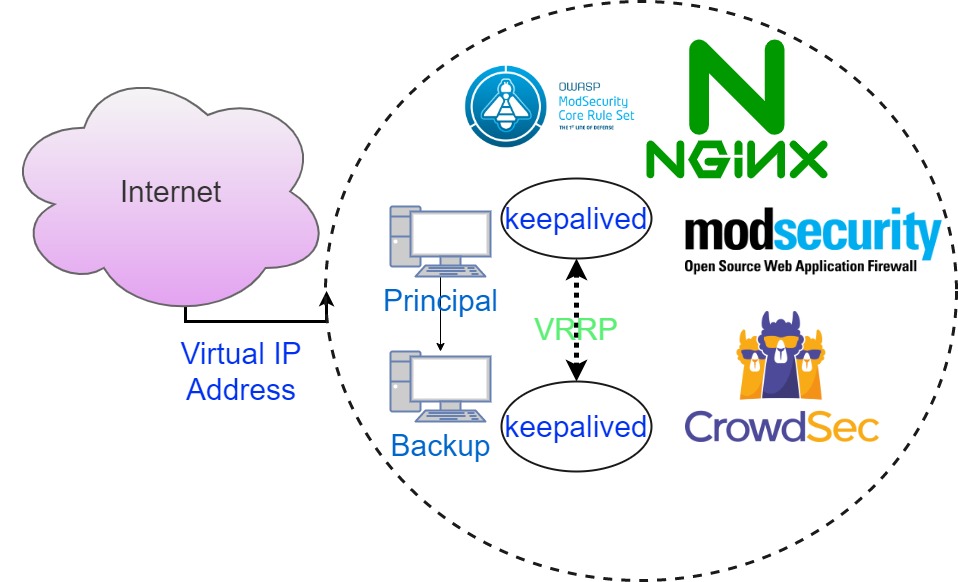 OWASP
ModSecurity
Core Rule Set
THE 1ST LINK OF DEFENSE
NGiNX
Internet
keepalived
modsecurity
Open Source Web Application Firewall
Principal
VRRP
Virtual IP
Address
Backup
keepalived
CrowdSec